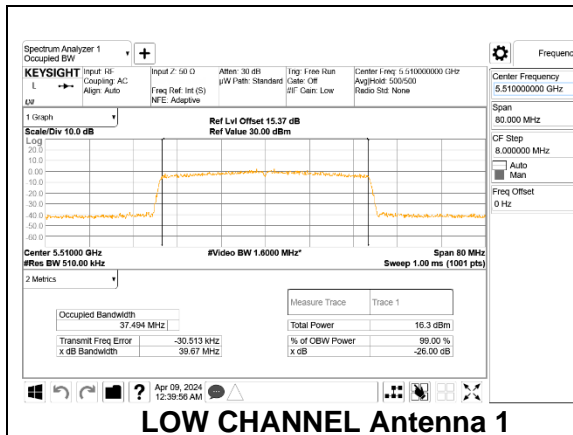 Spectrum Analyzer 1
Occupied BW
+
Frequency
KEYSIGHT
L
Input: RF
Coupling: AC
Align: Auto
Input Z: 50 Ω
Freq Ref: Int (S)
NFE: Adaptive
Atten: 30 dB
µW Path: Standard
Trig: Free Run
Gate: Off
#IF Gain: Low
Center Freq: 5.510000000 GHz
Avg|Hold: 500/500
Radio Std: None
Center Frequency
5.510000000 GHz
Span
80.000 MHz
CF Step
8.000000 MHz
Auto
Man
Freq Offset
0 Hz
1 Graph
Scale/Div 10.0 dB
Ref Lvl Offset 15.37 dB
Ref Value 30.00 dBm
Log
20.0
10.0
0.00
-10.0
-20.0
-30.0
-40.0
-50.0
-60.0
Center 5.51000 GHz
#Video BW 1.6000 MHz*
Span 80 MHz
#Res BW 510.00 kHz
Sweep 1.00 ms (1001 pts)
2 Metrics
Measure Trace
Trace 1
Occupied Bandwidth
37.494 MHz
Total Power
16.3 dBm
Transmit Freq Error
-30.513 kHz
% of OBW Power
99.00 %
x dB Bandwidth
39.67 MHz
x dB
-26.00 dB
?
Apr 09, 2024
12:39:56 AM
LOW CHANNEL Antenna 1